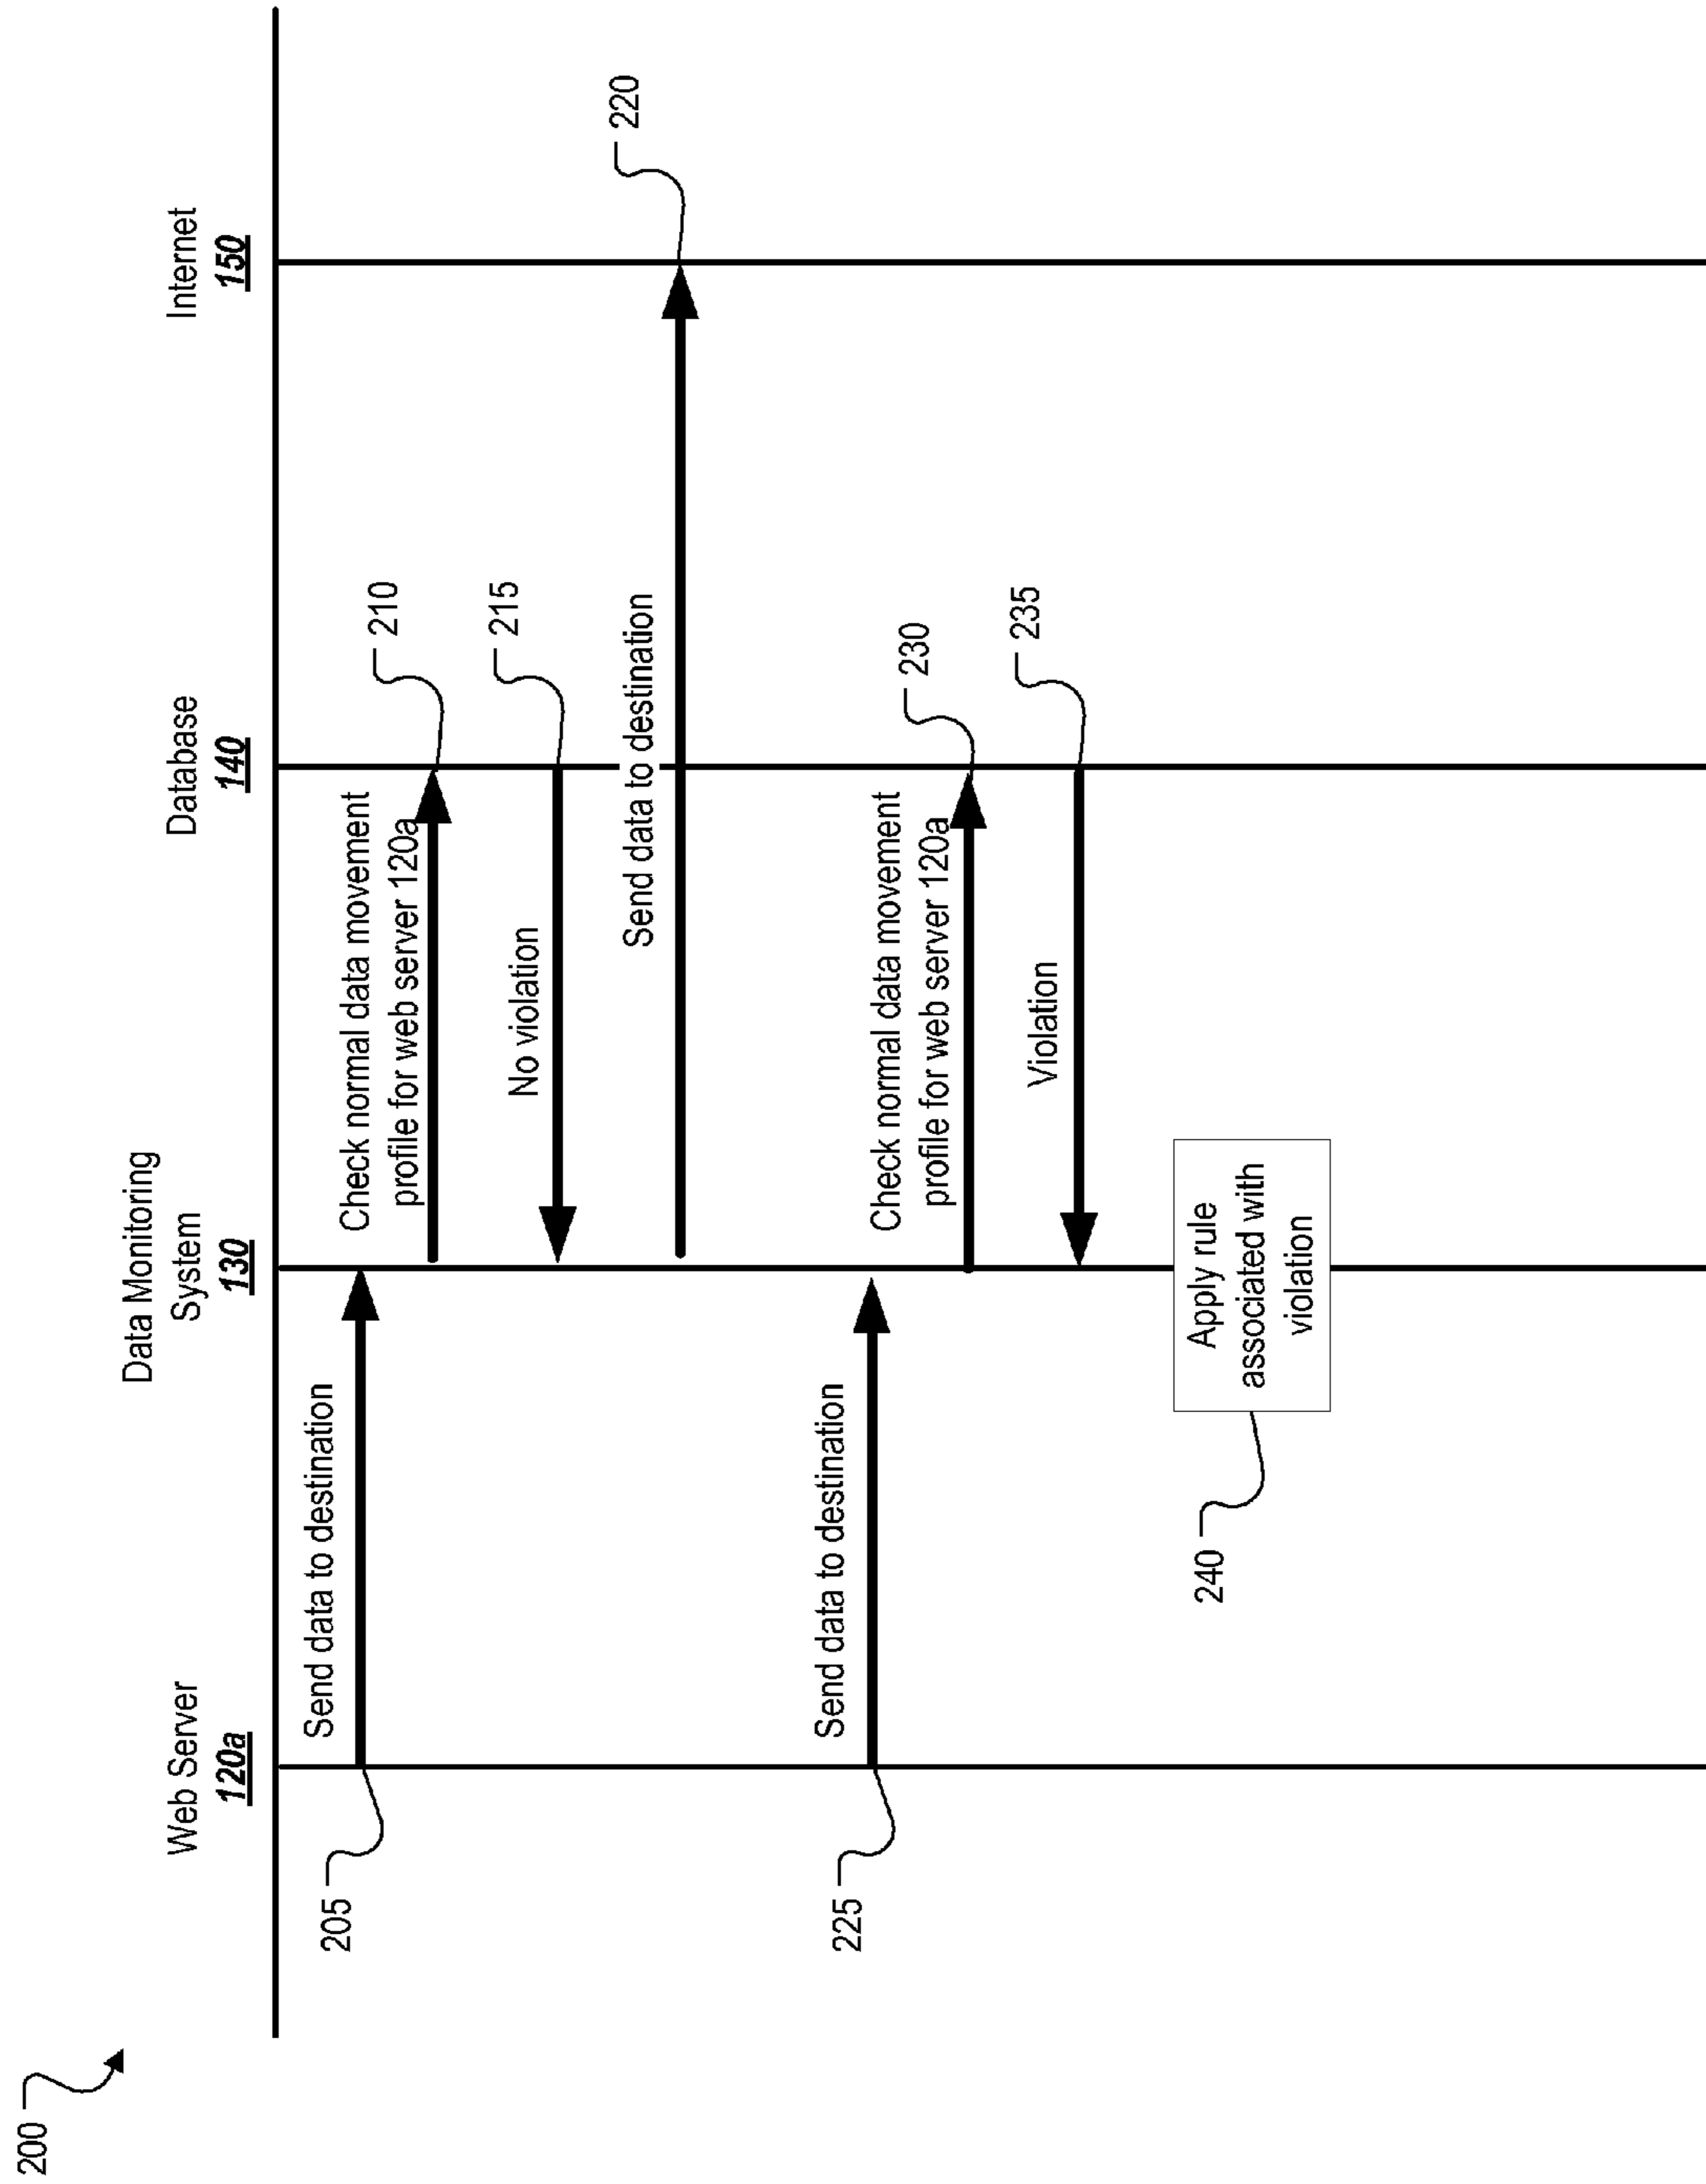 200
Web Server
120a
Data Monitoring
System
130
Database
140
Internet
150
205
Send data to destination
Check normal data movement
profile for web server 120a
210
No violation
215
Send data to destination
220
225
Send data to destination
Check normal data movement
profile for web server 120a
230
Violation
235
240
Apply rule
associated with
violation